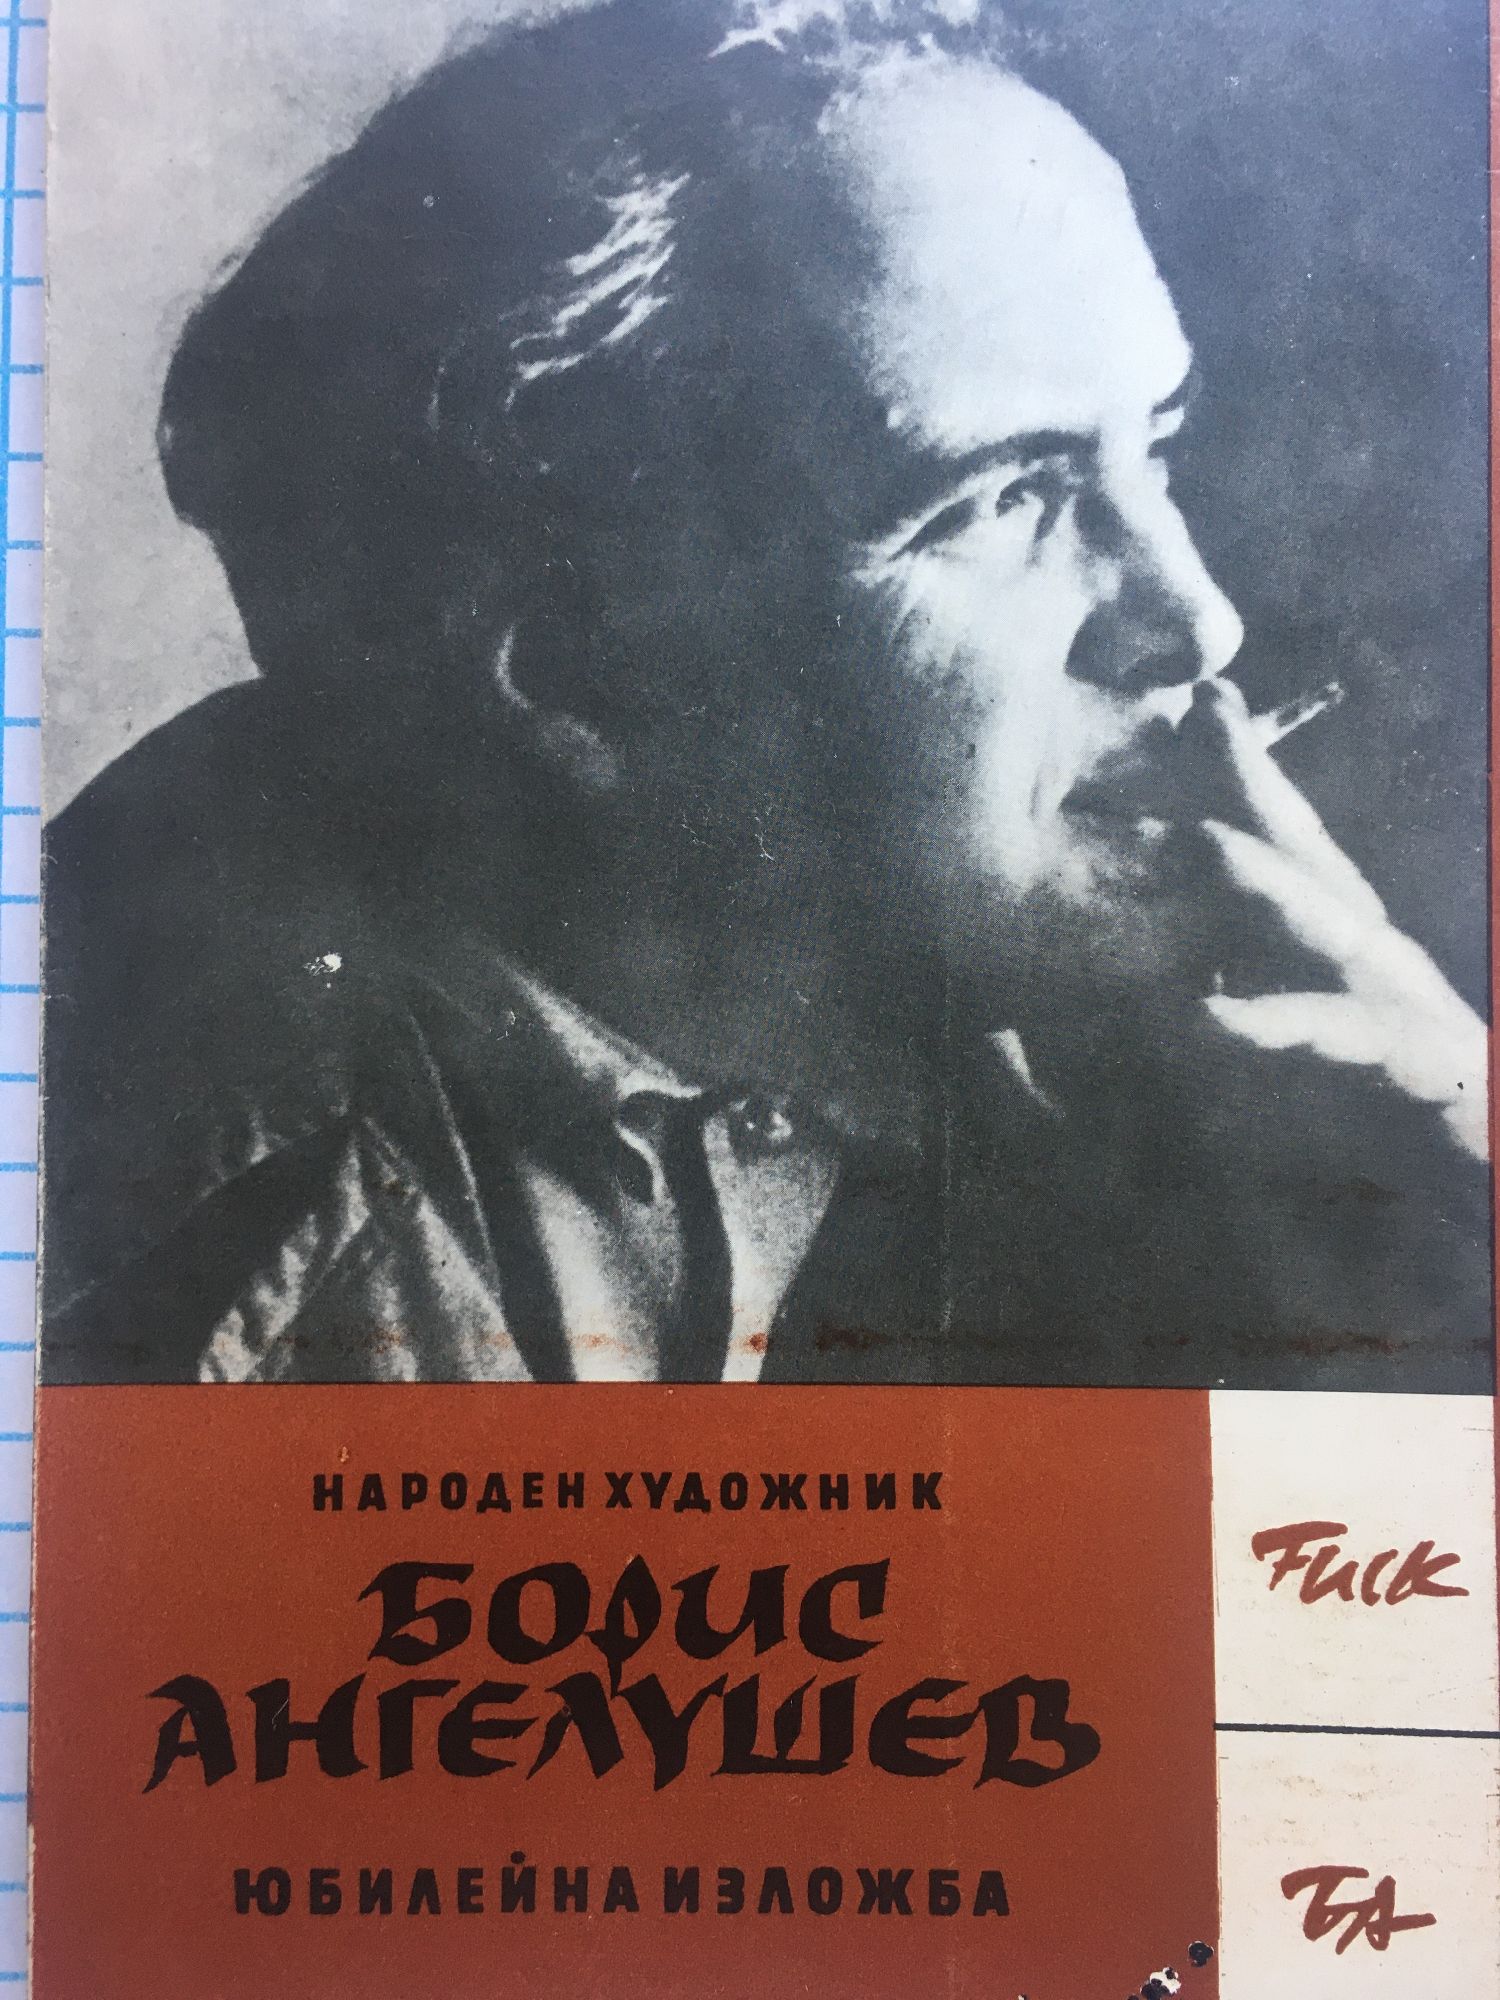 НАРОДЕН ХУДОЖНИК
БОРИС
АНГЕЛУШЕВ
ЮБИЛЕЙНА ИЗЛОЖБА
Fuck
БА